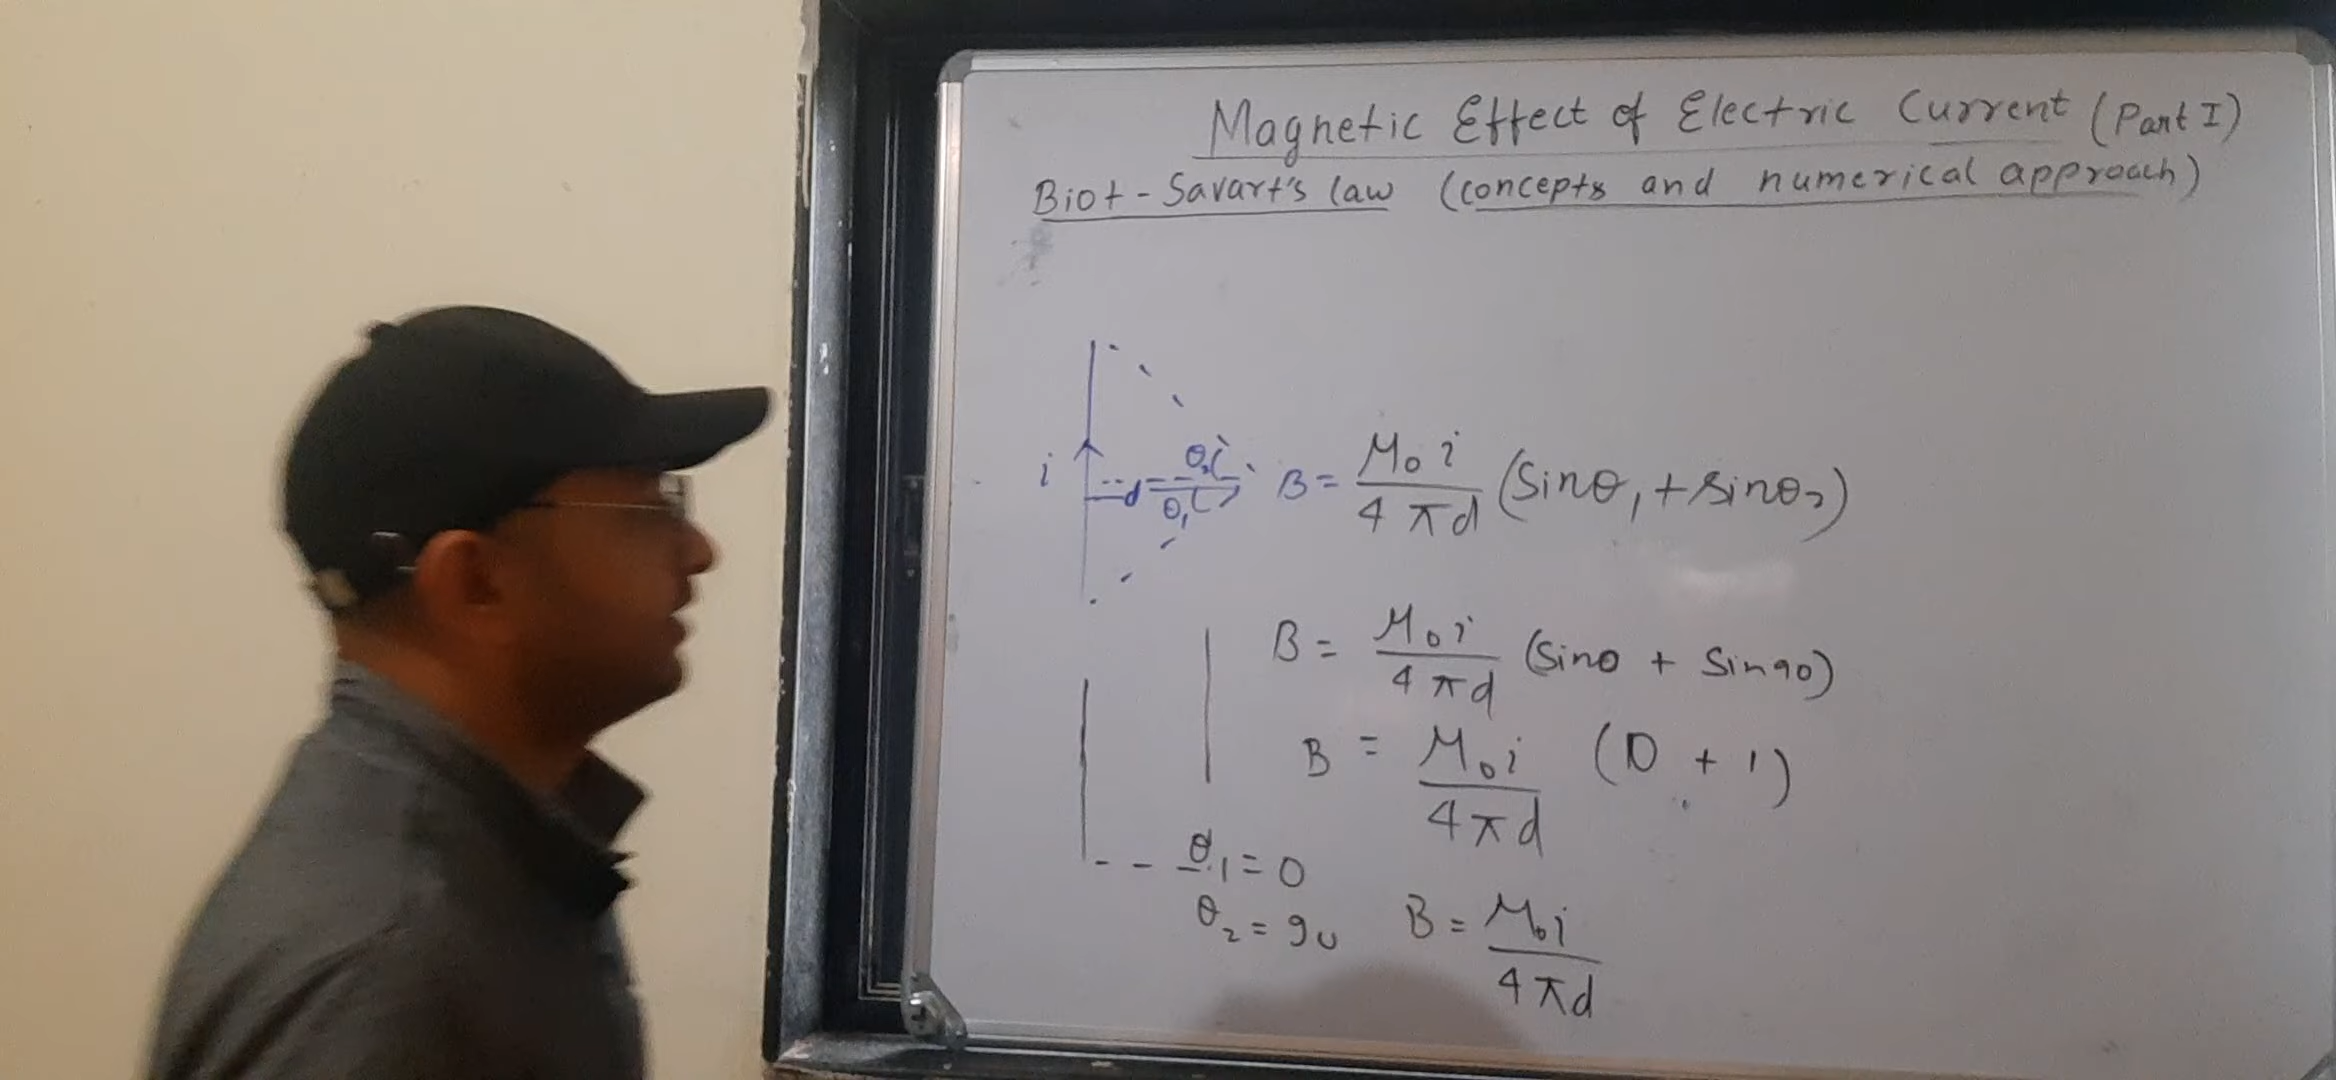 Magnetic Effect of Electric Current (Part I)
Biot-Savart's law (concepts and numerical approach)
i d θ₂ θ₁ B = μ₀i / 4πd (Sinθ₁ + sinθ₂)
B = μ₀i / 4πd (Sin0 + Sin90)
B = μ₀i / 4πd (0 + 1)
θ₁ = 0
θ₂ = 90 B = μ₀i / 4πd